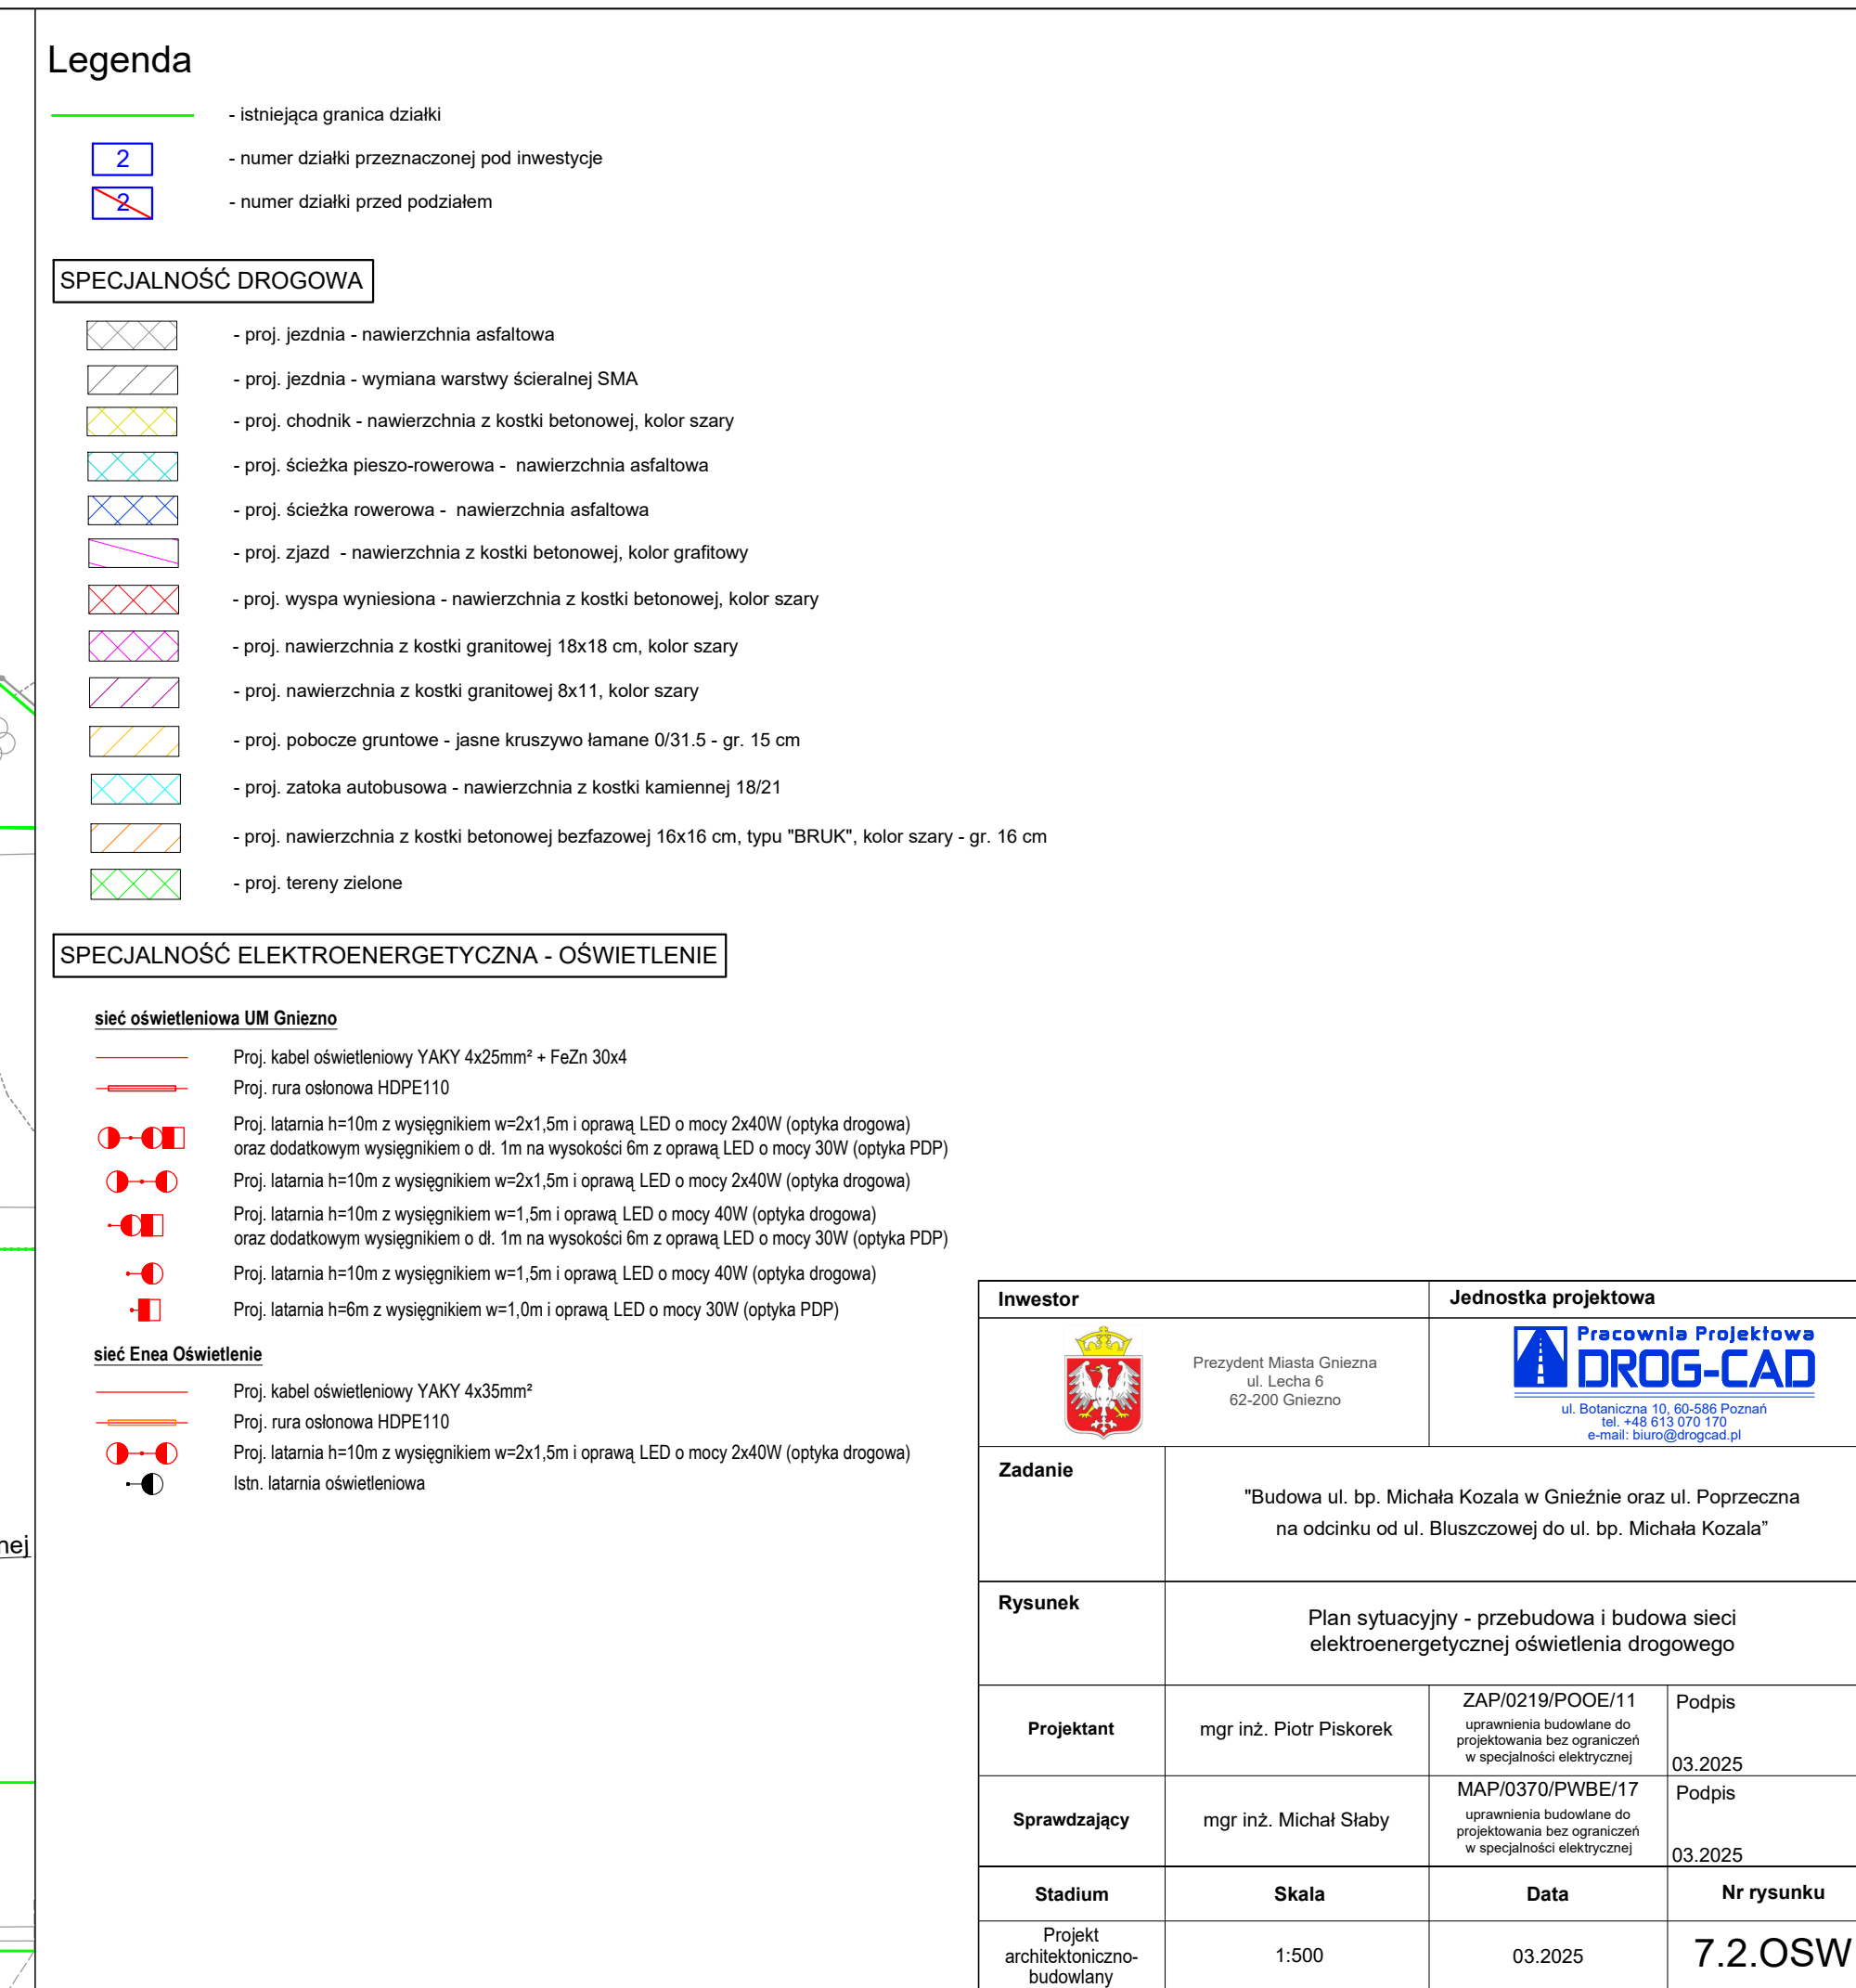 Legenda
- istniejąca granica działki
2
- numer działki przeznaczonej pod inwestycje
2
- numer działki przed podziałem
SPECJALNOŚĆ DROGOWA
- proj. jezdnia - nawierzchnia asfaltowa
- proj. jezdnia - wymiana warstwy ścieralnej SMA
- proj. chodnik - nawierzchnia z kostki betonowej, kolor szary
- proj. ścieżka pieszo-rowerowa - nawierzchnia asfaltowa
- proj. ścieżka rowerowa - nawierzchnia asfaltowa
- proj. zjazd - nawierzchnia z kostki betonowej, kolor grafitowy
- proj. wyspa wyniesiona - nawierzchnia z kostki betonowej, kolor szary
- proj. nawierzchnia z kostki granitowej 18x18 cm, kolor szary
- proj. nawierzchnia z kostki granitowej 8x11, kolor szary
- proj. pobocze gruntowe - jasne kruszywo łamane 0/31.5 - gr. 15 cm
- proj. zatoka autobusowa - nawierzchnia z kostki kamiennej 18/21
- proj. nawierzchnia z kostki betonowej bezfazowej 16x16 cm, typu "BRUK", kolor szary - gr. 16 cm
- proj. tereny zielone
SPECJALNOŚĆ ELEKTROENERGETYCZNA - OŚWIETLENIE
sieć oświetleniowa UM Gniezno
Proj. kabel oświetleniowy YAKY 4x25mm² + FeZn 30x4
Proj. rura osłonowa HDPE110
Proj. latarnia h=10m z wysięgnikiem w=2x1,5m i oprawą LED o mocy 2x40W (optyka drogowa)
oraz dodatkowym wysięgnikiem o dł. 1m na wysokości 6m z oprawą LED o mocy 30W (optyka PDP)
Proj. latarnia h=10m z wysięgnikiem w=2x1,5m i oprawą LED o mocy 2x40W (optyka drogowa)
Proj. latarnia h=10m z wysięgnikiem w=1,5m i oprawą LED o mocy 40W (optyka drogowa)
oraz dodatkowym wysięgnikiem o dł. 1m na wysokości 6m z oprawą LED o mocy 30W (optyka PDP)
Proj. latarnia h=10m z wysięgnikiem w=1,5m i oprawą LED o mocy 40W (optyka drogowa)
Proj. latarnia h=6m z wysięgnikiem w=1,0m i oprawą LED o mocy 30W (optyka PDP)
sieć Enea Oświetlenie
Proj. kabel oświetleniowy YAKY 4x35mm²
Proj. rura osłonowa HDPE110
Proj. latarnia h=10m z wysięgnikiem w=2x1,5m i oprawą LED o mocy 2x40W (optyka drogowa)
Istn. latarnia oświetleniowa
nej
Inwestor
Jednostka projektowa
Prezydent Miasta Gniezna
ul. Lecha 6
62-200 Gniezno
Pracownia Projektowa
DROG-CAD
ul. Botaniczna 10, 60-586 Poznań
tel. +48 613 070 170
e-mail: biuro@drogcad.pl
Zadanie
"Budowa ul. bp. Michała Kozala w Gnieźnie oraz ul. Poprzeczna
na odcinku od ul. Bluszczowej do ul. bp. Michała Kozala”
Rysunek
Plan sytuacyjny - przebudowa i budowa sieci
elektroenergetycznej oświetlenia drogowego
Projektant
mgr inż. Piotr Piskorek
ZAP/0219/POOE/11
uprawnienia budowlane do
projektowania bez ograniczeń
w specjalności elektrycznej
Podpis
03.2025
Sprawdzający
mgr inż. Michał Słaby
MAP/0370/PWBE/17
uprawnienia budowlane do
projektowania bez ograniczeń
w specjalności elektrycznej
Podpis
03.2025
Stadium
Skala
Data
Nr rysunku
Projekt
architektoniczno-
budowlany
1:500
03.2025
7.2.OSW